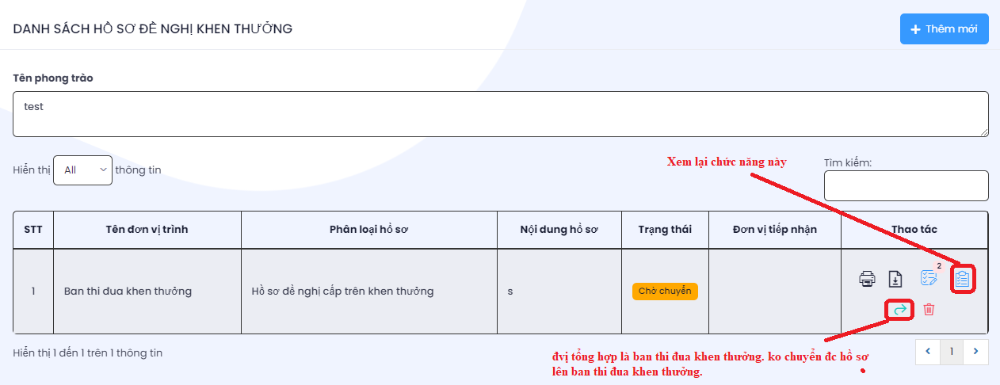 DANH SÁCH HỒ SƠ ĐỀ NGHỊ KHEN THƯỞNG
Thêm mới
Tên phong trào
test
Hiển thị All thông tin
Xem lại chức năng này
Tìm kiếm:
STT Tên đơn vị trình Phân loại hồ sơ Nội dung hồ sơ Trạng thái Đơn vị tiếp nhận Thao tác
2
1 Ban thi đua khen thưởng Hồ sơ đề nghị cấp trên khen thưởng s Chờ chuyển
Hiển thị 1 đến 1 trên 1 thông tin
1
đvị tổng hợp là ban thi đua khen thưởng. ko chuyển đc hồ sơ
lên ban thi đua khen thưởng.